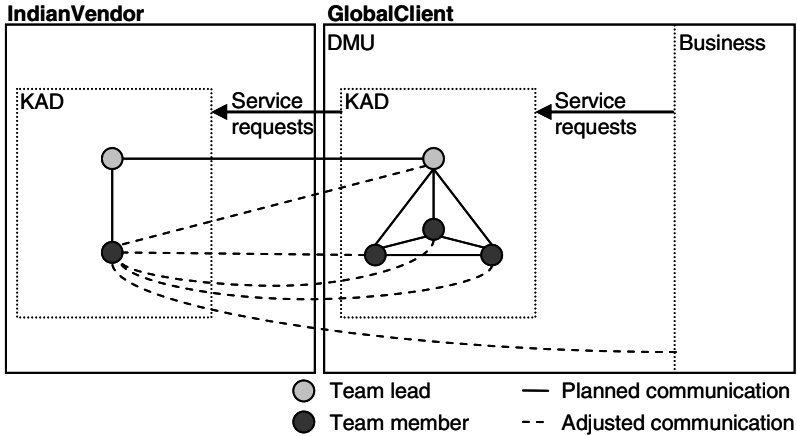 IndianVendor
GlobalClient
DMU
Business
KAD
Service
requests
KAD
Service
requests
Team lead
Planned communication
Team member
Adjusted communication